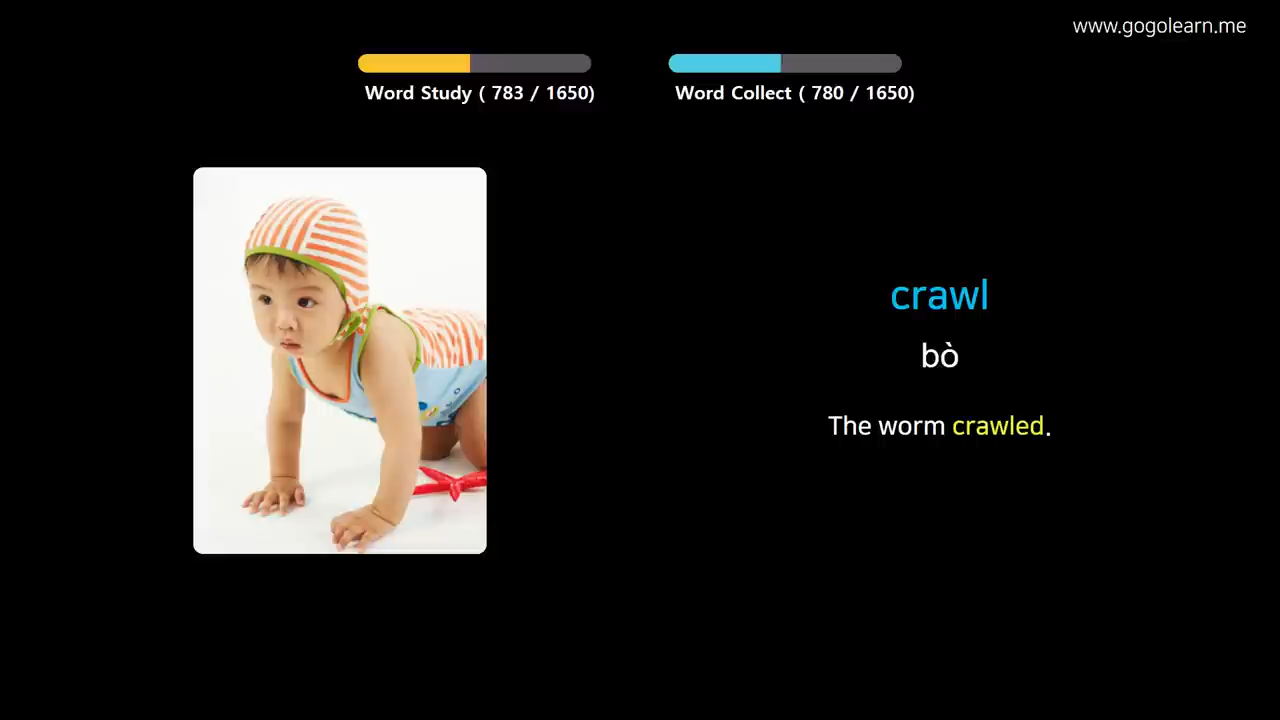 www.gogolearn.me
Word Study ( 783 / 1650)
Word Collect ( 780 / 1650)
crawl
bò
The worm crawled.